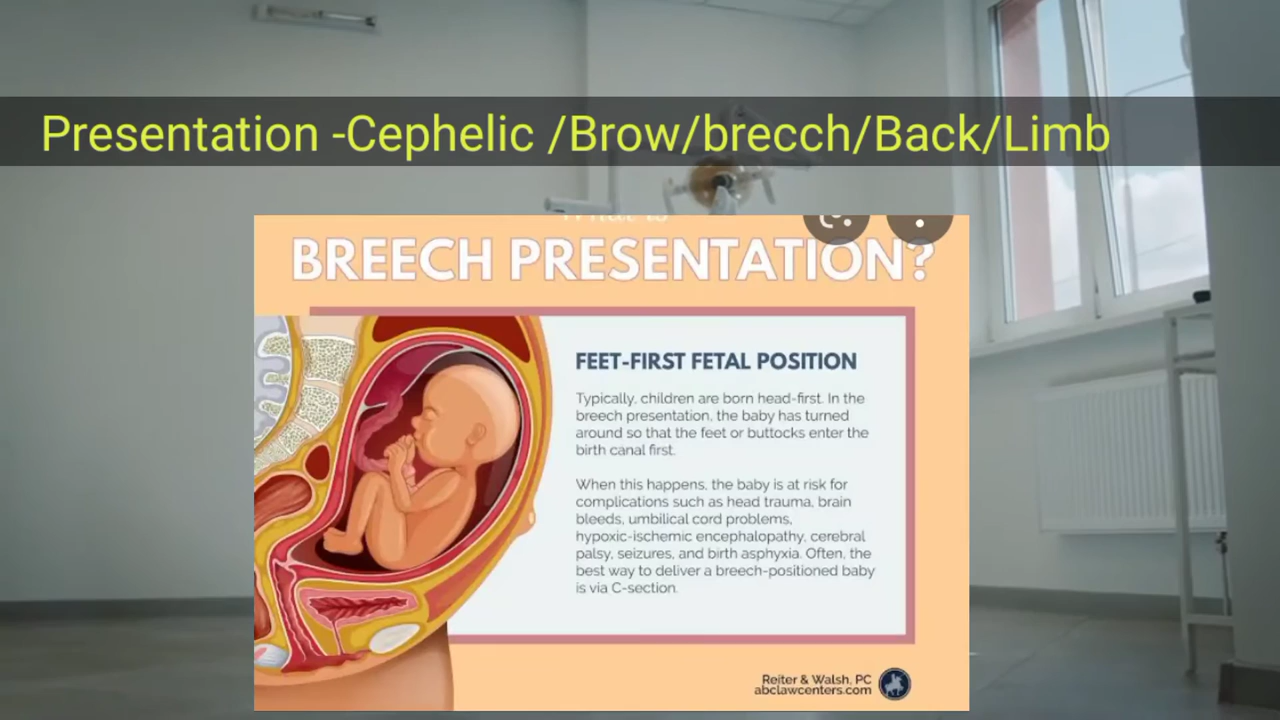 Presentation -Cephelic /Brow/brecch/Back/Limb
What is
BREECH PRESENTATION?
FEET-FIRST FETAL POSITION
Typically, children are born head-first. In the
breech presentation, the baby has turned
around so that the feet or buttocks enter the
birth canal first.
When this happens, the baby is at risk for
complications such as head trauma, brain
bleeds, umbilical cord problems,
hypoxic-ischemic encephalopathy, cerebral
palsy, seizures, and birth asphyxia. Often, the
best way to deliver a breech-positioned baby
is via C-section.
Reiter & Walsh, PC
abclawcenters.com